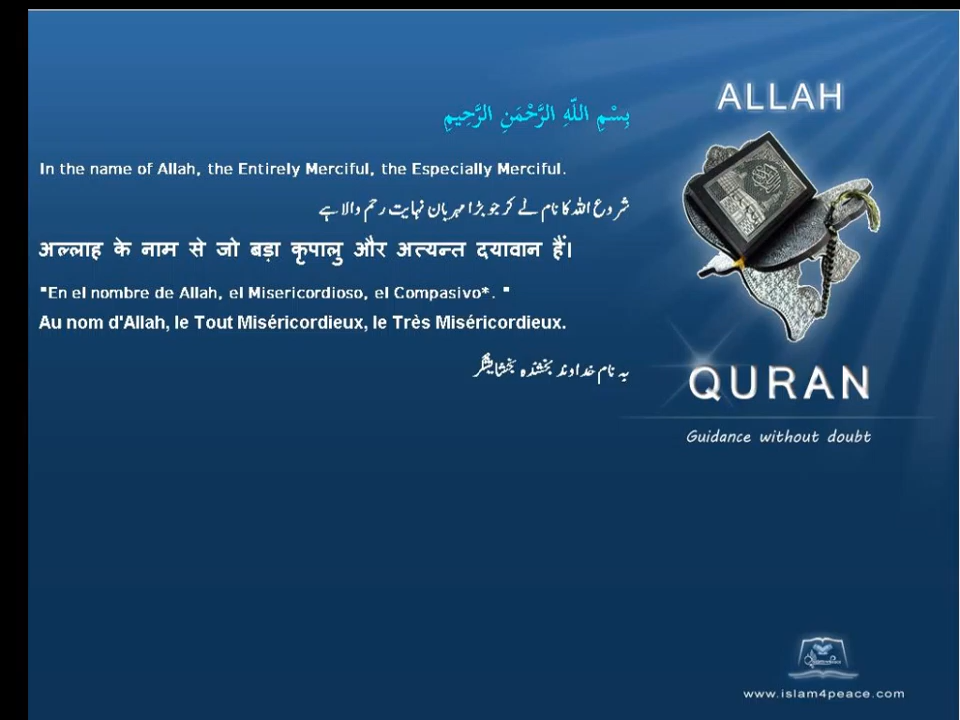 بِسْمِ اللَّهِ الرَّحْمَنِ الرَّحِيمِ
In the name of Allah, the Entirely Merciful, the Especially Merciful.
شروع الله کا نام لے کر جو بڑا مہربان نہایت رحم والا ہے
अल्लाह के नाम से जो बड़ा कृपालु और अत्यन्त दयावान हैं।
"En el nombre de Allah, el Misericordioso, el Compasivo*. "
Au nom d'Allah, le Tout Miséricordieux, le Très Miséricordieux.
به نام خداوند بخشنده بخشایشگر
ALLAH
QURAN
Guidance without doubt
www.islam4peace.com